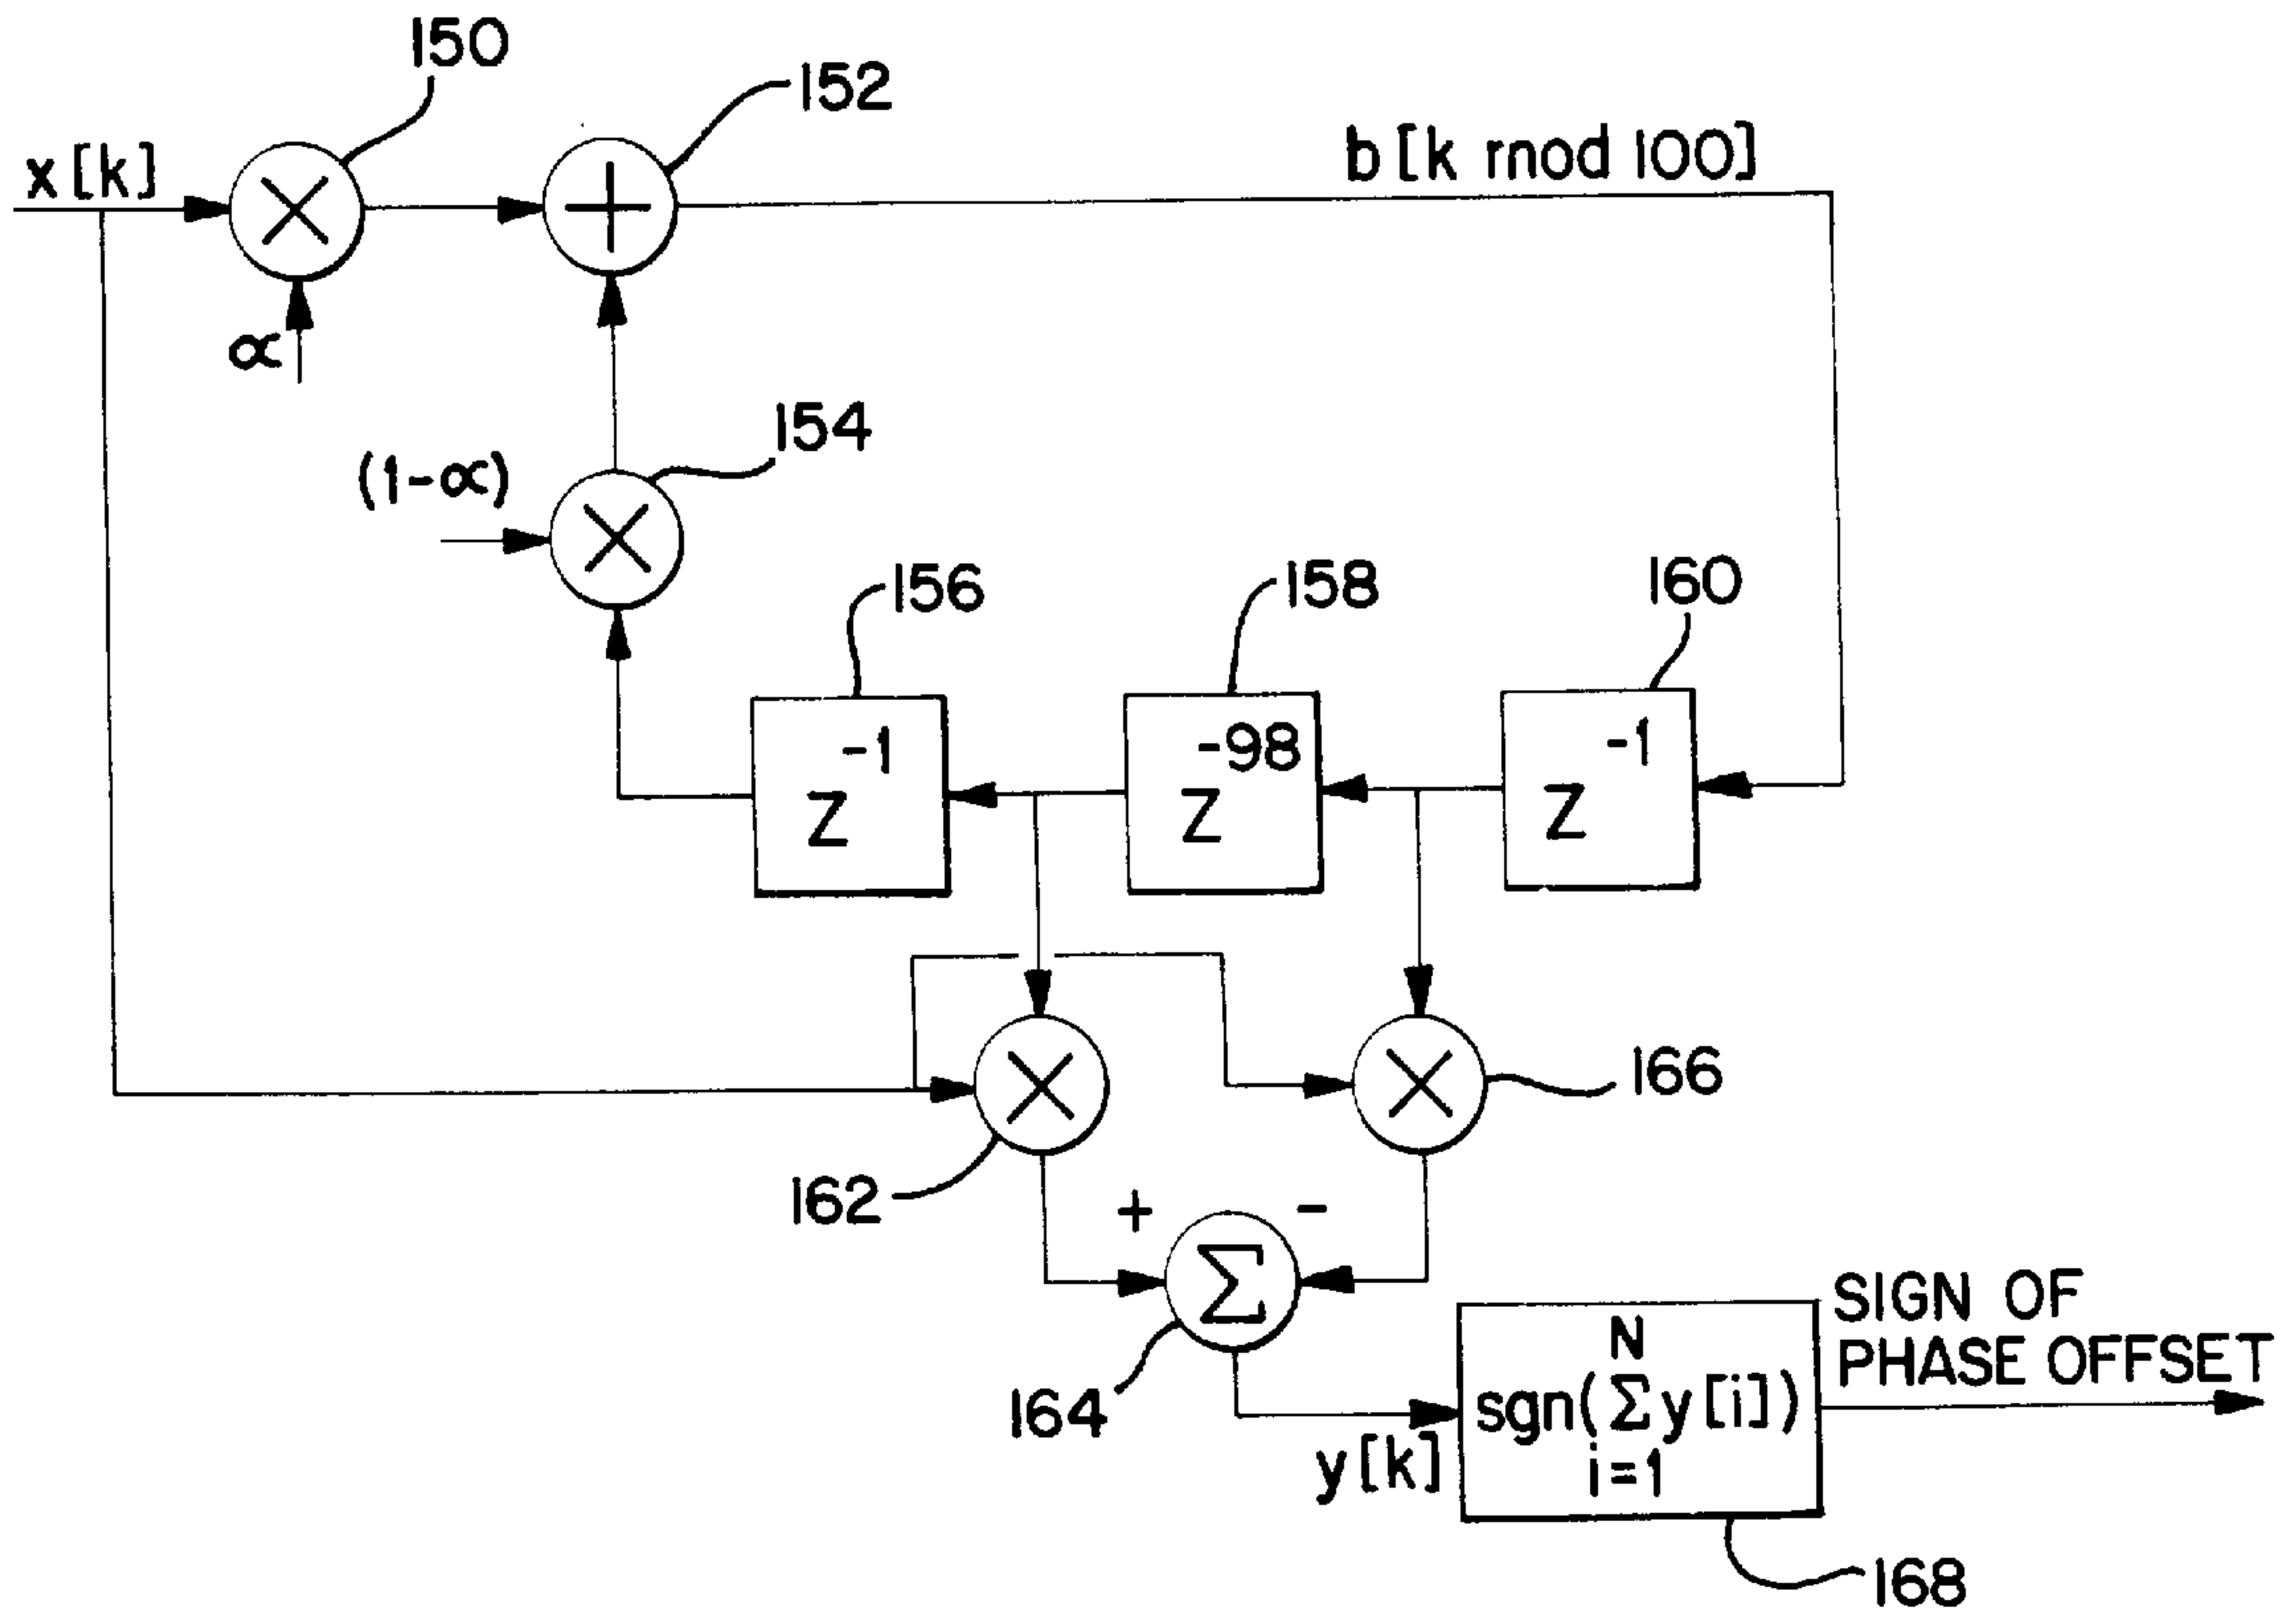 150
152
x[k]
b[k mod 100]
α
154
(1-α)
156
158
160
-1
-98
-1
Z
Z
Z
166
162
+
-
Σ
SIGN OF
PHASE OFFSET
N
sgn(Σy[i])
i=1
164
y[k]
168